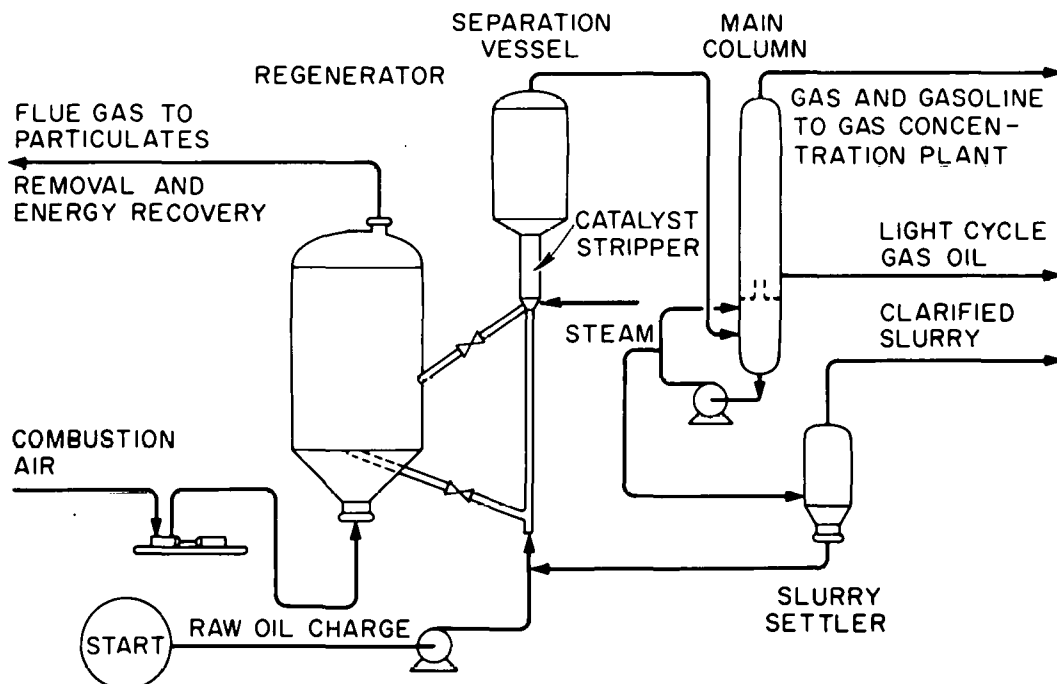 SEPARATION
VESSEL
MAIN
COLUMN
REGENERATOR
FLUE GAS TO
PARTICULATES
REMOVAL AND
ENERGY RECOVERY
GAS AND GASOLINE
TO GAS CONCEN-
TRATION PLANT
CATALYST
STRIPPER
LIGHT CYCLE
GAS OIL
STEAM
CLARIFIED
SLURRY
COMBUSTION
AIR
SLURRY
SETTLER
START
RAW OIL CHARGE